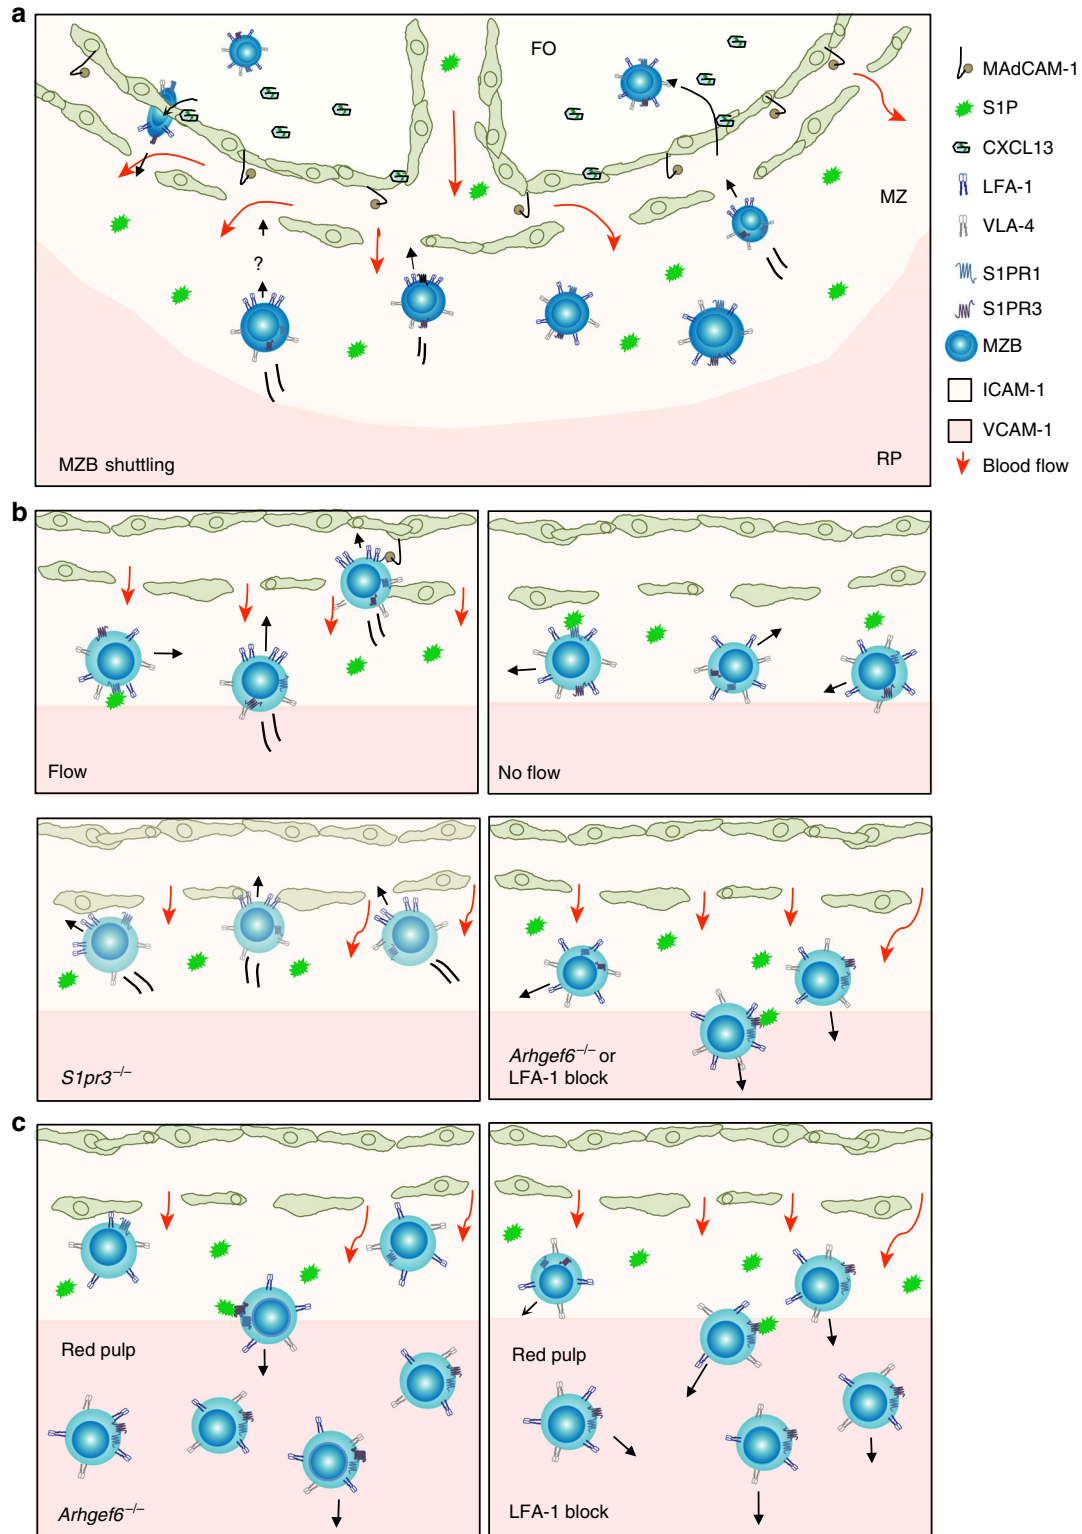 a
FO
MZ
?
MZB shuttling
RP
MAdCAM-1
S1P
CXCL13
LFA-1
VLA-4
S1PR1
S1PR3
MZB
ICAM-1
VCAM-1
Blood flow
b
Flow
No flow
S1pr3–/–
Arhgef6–/– or
LFA-1 block
c
Red pulp
Arhgef6–/–
Red pulp
LFA-1 block